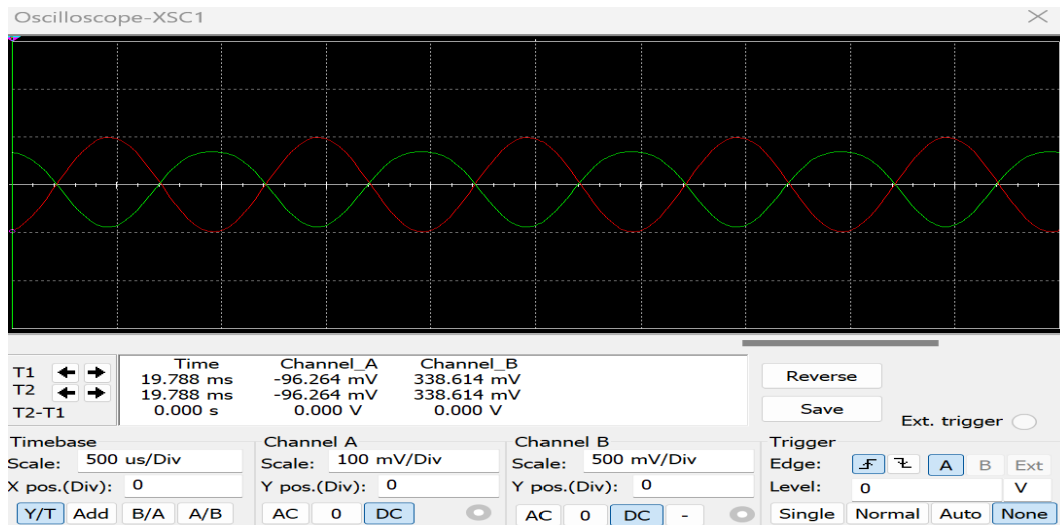 Oscilloscope-XSC1
Time Channel_A Channel_B
T1 19.788 ms -96.264 mV 338.614 mV
T2 19.788 ms -96.264 mV 338.614 mV
T2-T1 0.000 s 0.000 V 0.000 V
Reverse
Save
Ext. trigger
Timebase
Scale: 500 us/Div
X pos.(Div): 0
Y/T Add B/A A/B
Channel A
Scale: 100 mV/Div
Y pos.(Div): 0
AC 0 DC
Channel B
Scale: 500 mV/Div
Y pos.(Div): 0
AC 0 DC -
Trigger
Edge: A B Ext
Level: 0 V
Single Normal Auto None